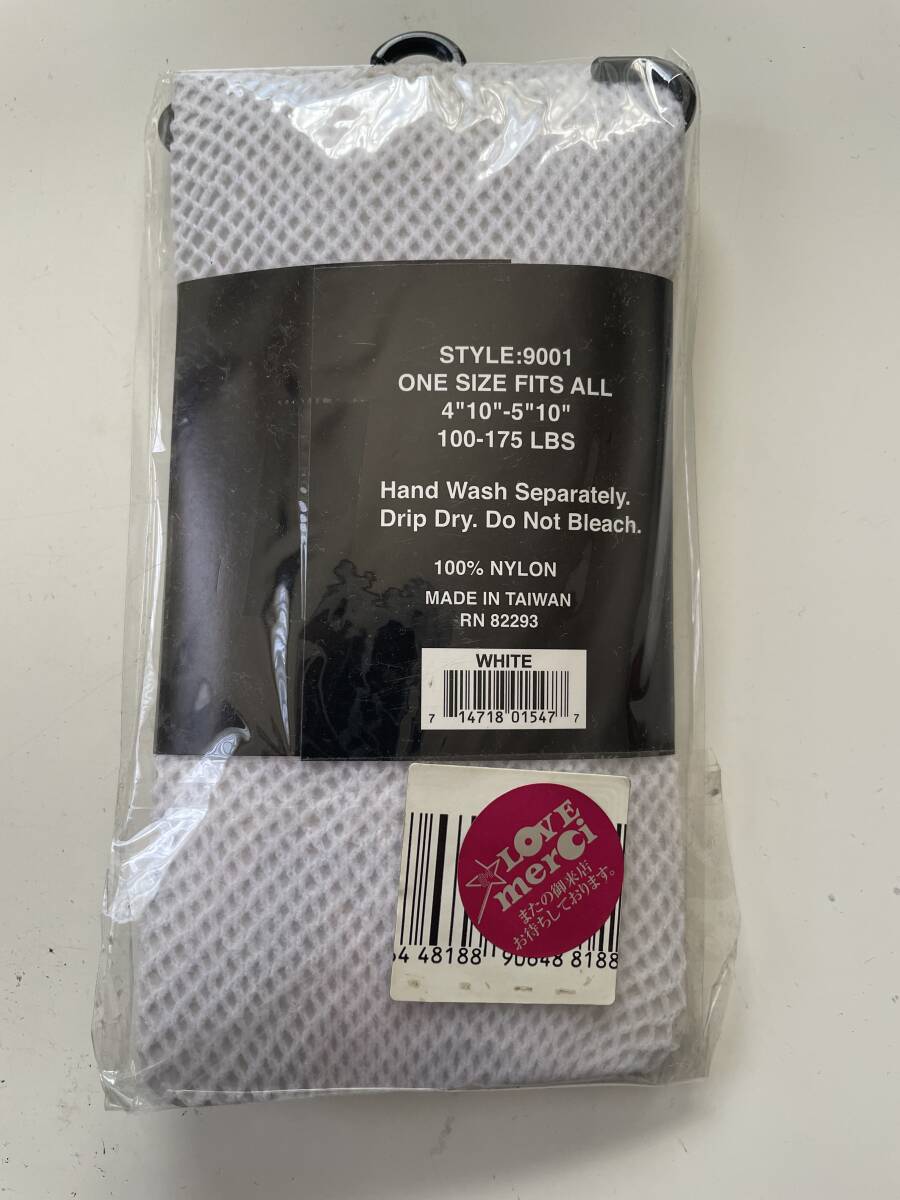 STYLE:9001
ONE SIZE FITS ALL
4"10"-5"10"
100-175 LBS
Hand Wash Separately.
Drip Dry. Do Not Bleach.
100% NYLON
MADE IN TAIWAN
RN 82293
WHITE
7 14718 01547 7
LOVE
merci
またの御来店
お待ちしております。
48188 90648 8188